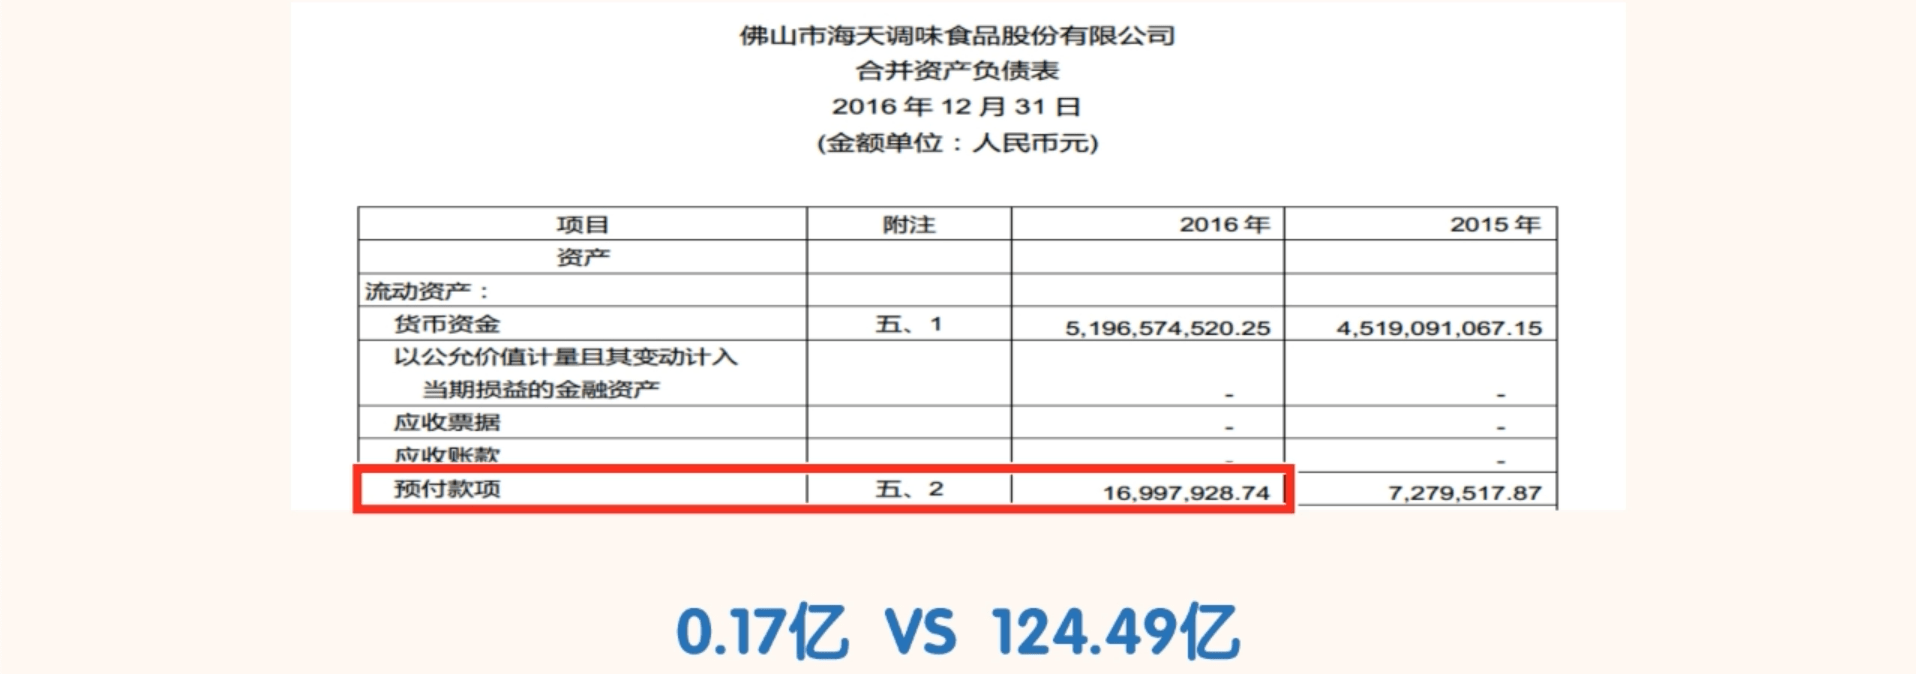 佛山市海天调味食品股份有限公司
合并资产负债表
2016 年 12 月 31 日
(金额单位：人民币元)
项目 附注 2016 年 2015 年
资产
流动资产：
货币资金 五、1 5,196,574,520.25 4,519,091,067.15
以公允价值计量且其变动计入
当期损益的金融资产 - -
应收票据 - -
应收账款 - -
预付款项 五、2 16,997,928.74 7,279,517.87
0.17亿 VS 124.49亿